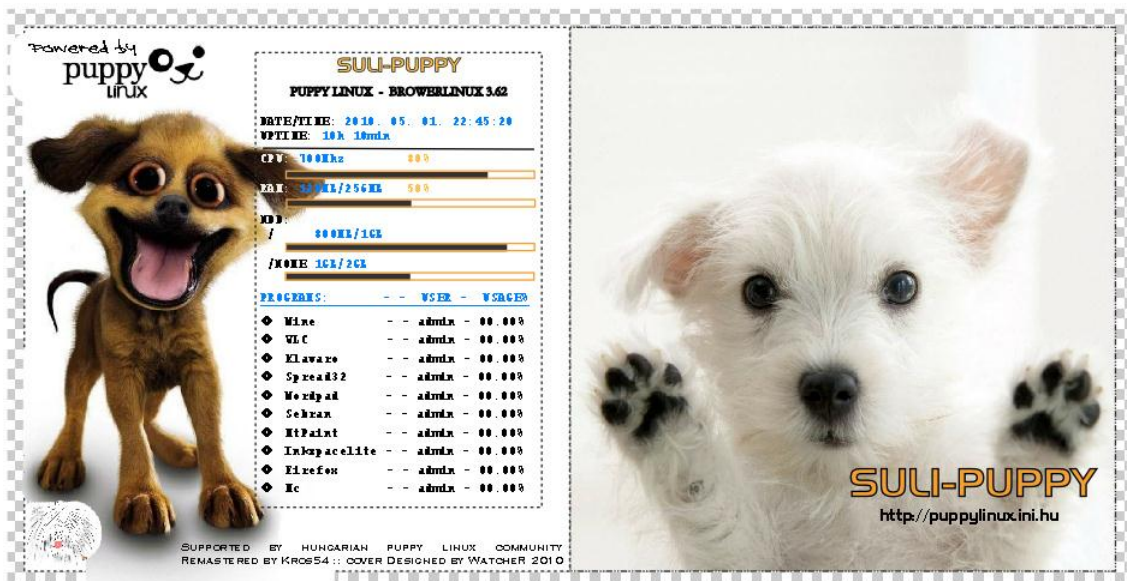 Powered by
puppy
Linux
SULI-PUPPY
PUPPY LINUX - BROWERLINUX 3.62
DATE/TIME: 2010. 05. 01. 22:45:20
UPTIME: 10h 10min
CPU: 700Mhz 80%
RAM: 128MB/256MB 50%
HDD:
/ 800MB/1GB
/HOME 1GB/2GB
PROGRAMS: - - USER - USAGE%
Wine - - admin - 00.00%
VLC - - admin - 00.00%
Klavaro - - admin - 00.00%
Spread32 - - admin - 00.00%
Wordpad - - admin - 00.00%
Sebran - - admin - 00.00%
MtPaint - - admin - 00.00%
Inkspacelite - - admin - 00.00%
Firefox - - admin - 00.00%
Mc - - admin - 00.00%
SUPPORTED BY HUNGARIAN PUPPY LINUX COMMUNITY
REMASTERED BY KROS54 :: COVER DESIGNED BY WATCHER 2010
SULI-PUPPY
http://puppylinux.ini.hu